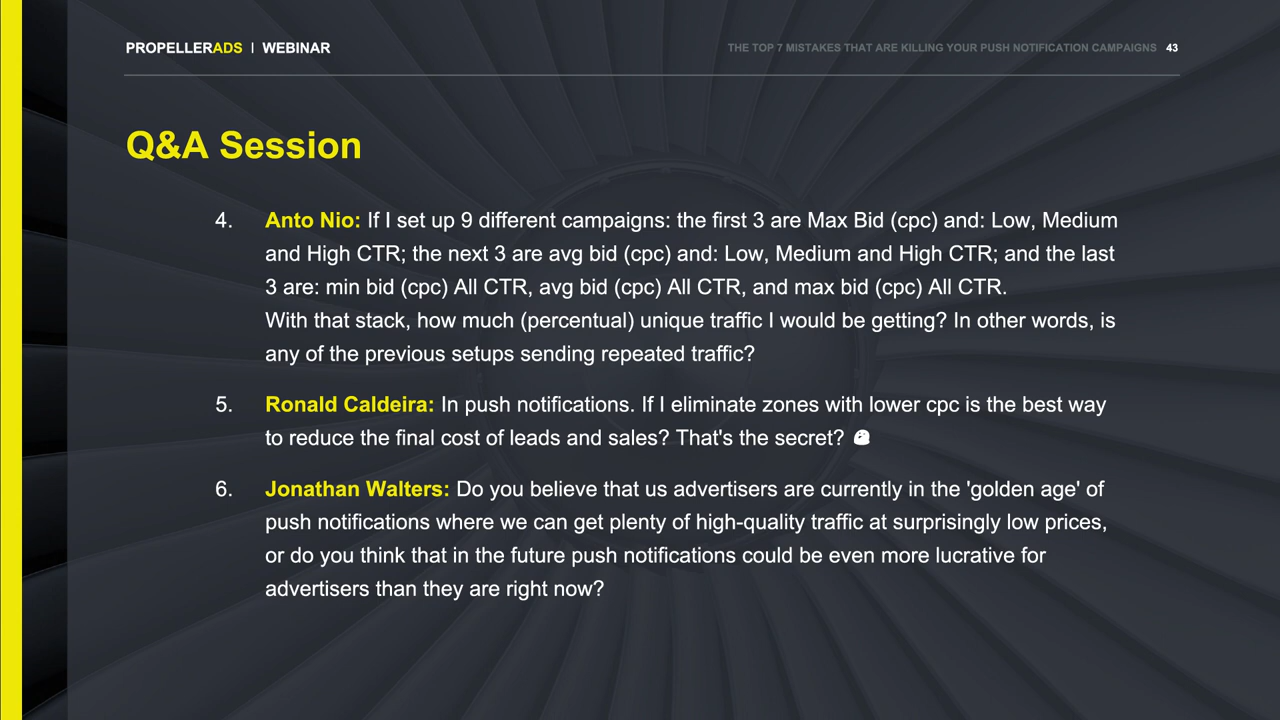 PROPELLERADS | WEBINAR
THE TOP 7 MISTAKES THAT ARE KILLING YOUR PUSH NOTIFICATION CAMPAIGNS 43
Q&A Session
4. Anto Nio: If I set up 9 different campaigns: the first 3 are Max Bid (cpc) and: Low, Medium
and High CTR; the next 3 are avg bid (cpc) and: Low, Medium and High CTR; and the last
3 are: min bid (cpc) All CTR, avg bid (cpc) All CTR, and max bid (cpc) All CTR.
With that stack, how much (percentual) unique traffic I would be getting? In other words, is
any of the previous setups sending repeated traffic?
5. Ronald Caldeira: In push notifications. If I eliminate zones with lower cpc is the best way
to reduce the final cost of leads and sales? That's the secret?
6. Jonathan Walters: Do you believe that us advertisers are currently in the 'golden age' of
push notifications where we can get plenty of high-quality traffic at surprisingly low prices,
or do you think that in the future push notifications could be even more lucrative for
advertisers than they are right now?